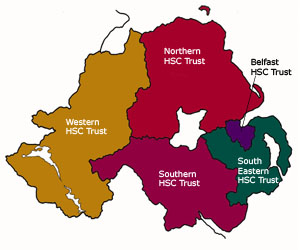 Northern
HSC Trust
Belfast
HSC Trust
Western
HSC Trust
Southern
HSC Trust
South
Eastern
HSC Trust